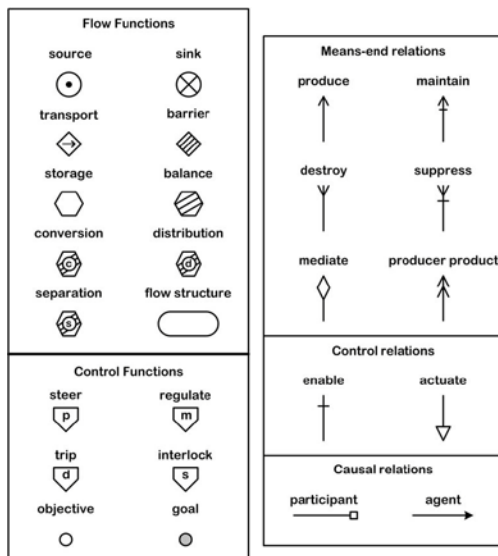 Flow Functions
source sink
transport barrier
storage balance
conversion distribution
c d
separation flow structure
s
Control Functions
steer regulate
p m
trip interlock
d s
objective goal
Means-end relations
produce maintain
destroy suppress
mediate producer product
Control relations
enable actuate
Causal relations
participant agent